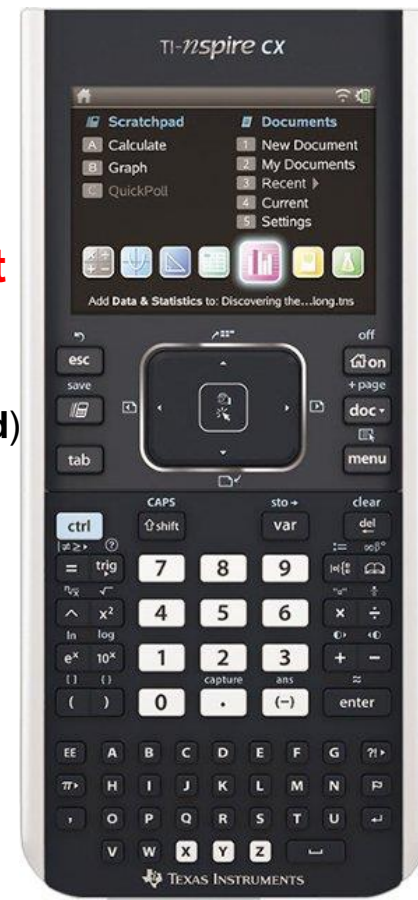 TI-nspire CX
Scratchpad
A Calculate
B Graph
C QuickPoll
Documents
1 New Document
2 My Documents
3 Recent
4 Current
5 Settings
Add Data & Statistics to: Discovering the...long.tns
t
d)
off
esc
on
save
+ page
doc
tab
menu
CAPS
sto
clear
ctrl
shift
var
del
|≠≥▸ ?
:= ∞β°
= trig 7 8 9
ⁿ√x √
"□"
^ x² 4 5 6 × ÷
ln log
eˣ 10ˣ 1 2 3 + −
[ ] { } capture ans ≈
( ) 0 . (−) enter
EE A B C D E F G ?!▸
π▸ H I J K L M N
, O P Q R S T U ↵
V W X Y Z
TEXAS INSTRUMENTS